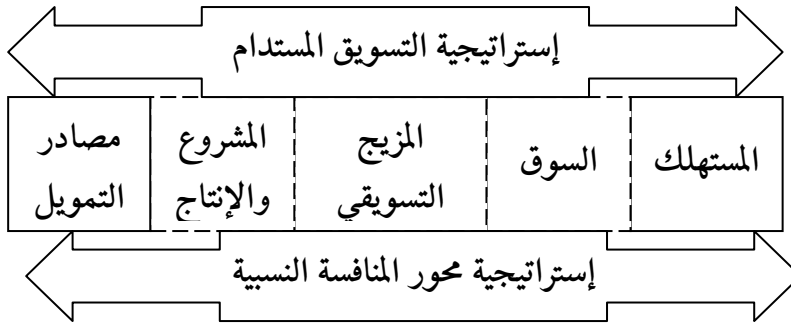 إستراتيجية التسويق المستدام
المستهلك
السوق
المزيج
التسويقي
المشروع
والإنتاج
مصادر
التمويل
إستراتيجية محور المنافسة النسبية